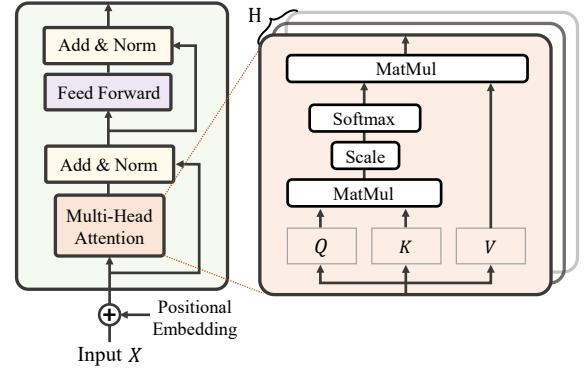 Add & Norm
Feed Forward
Add & Norm
Multi-Head
Attention
Positional
Embedding
Input X
H
MatMul
Softmax
Scale
MatMul
Q K V